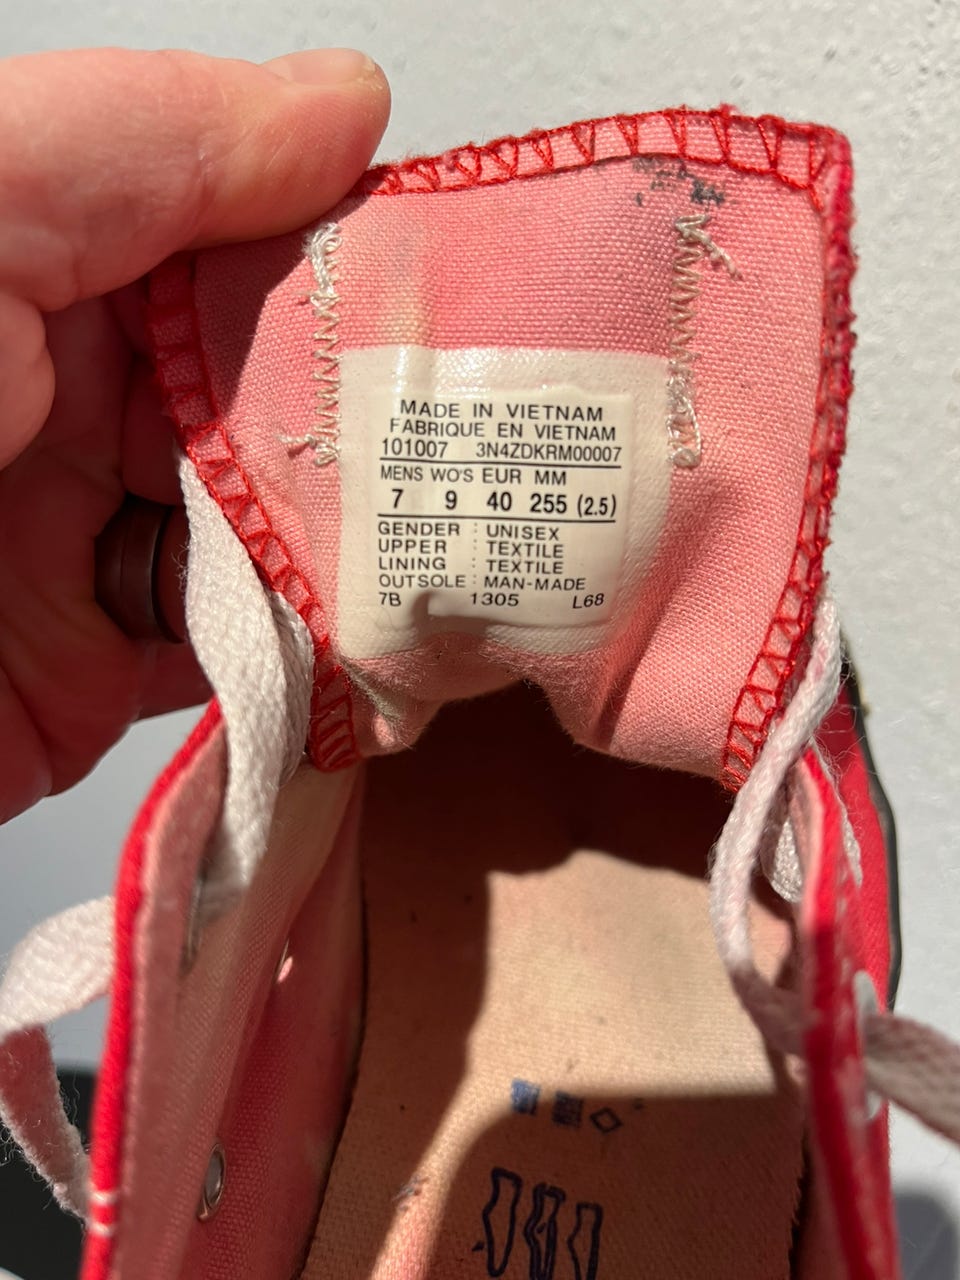 MADE IN VIETNAM
FABRIQUE EN VIETNAM
101007 3N4ZDKRM00007
MENS WO'S EUR MM
7 9 40 255 (2.5)
GENDER : UNISEX
UPPER : TEXTILE
LINING : TEXTILE
OUTSOLE : MAN-MADE
7B 1305 L68